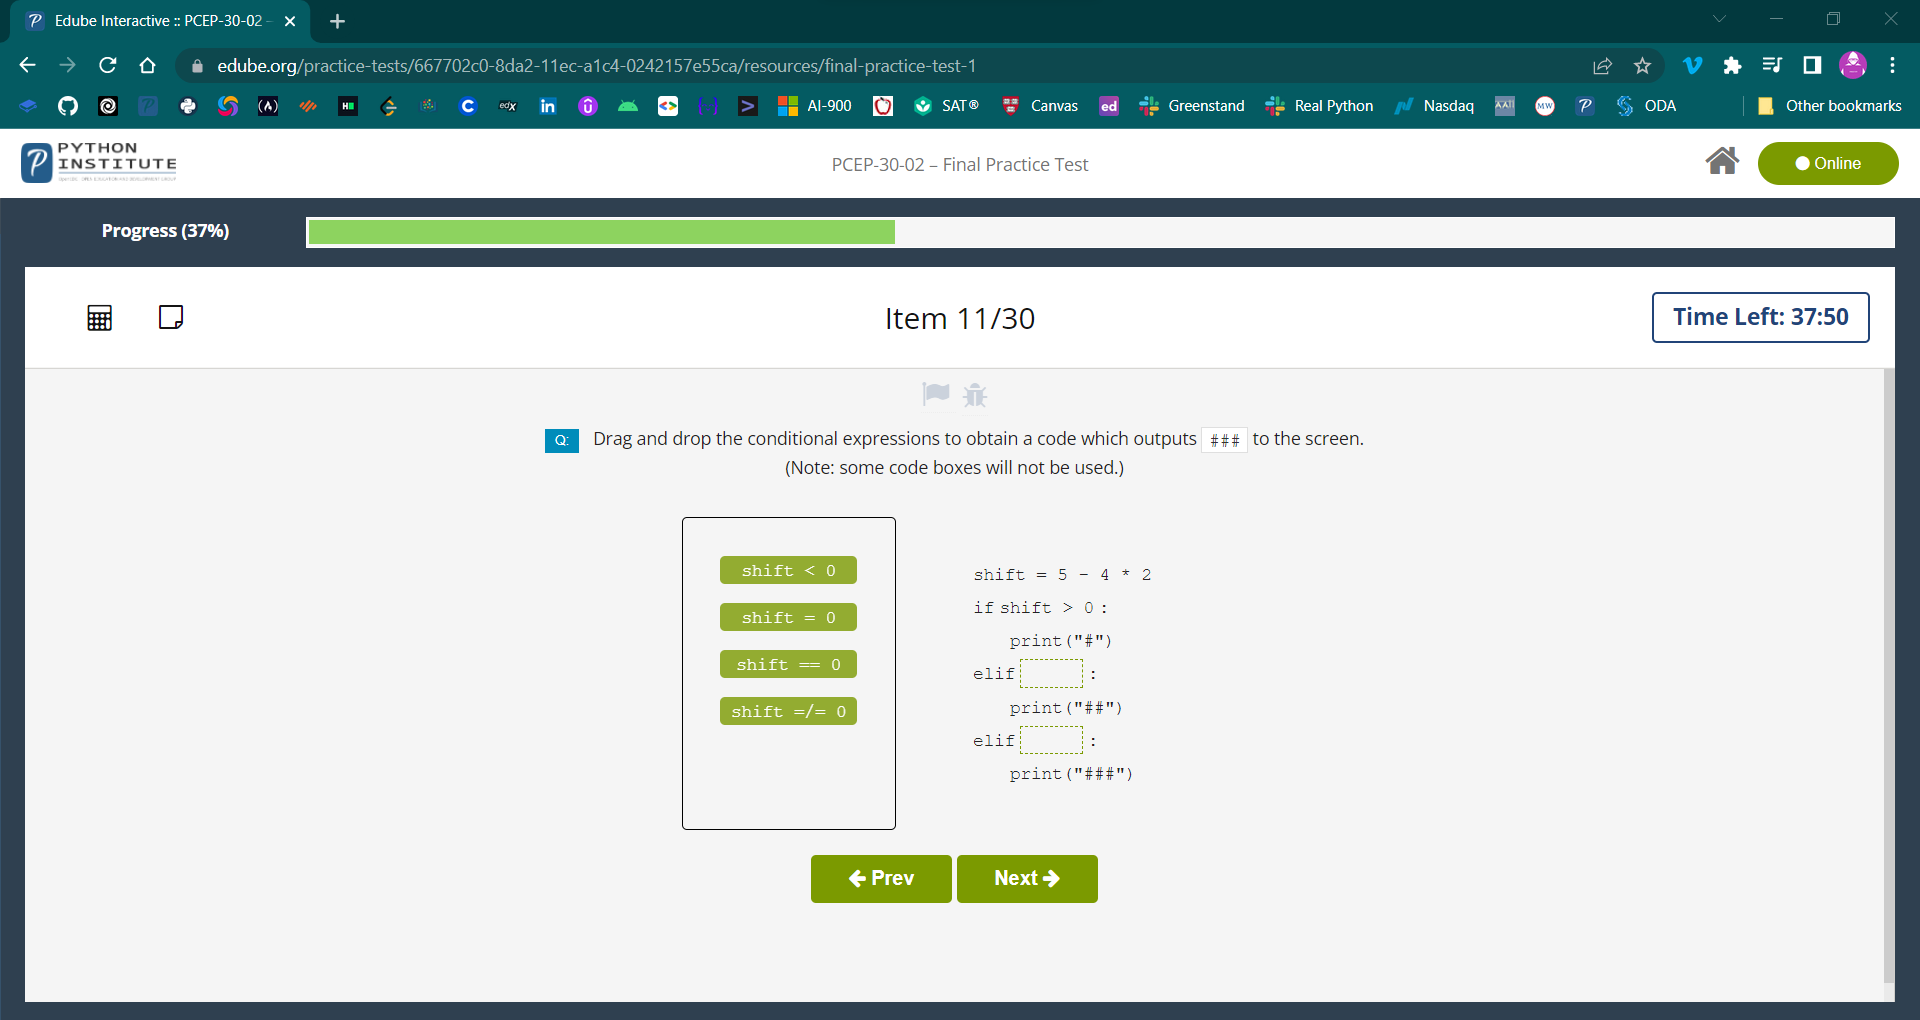 Edube Interactive :: PCEP-30-02 –
edube.org/practice-tests/667702c0-8da2-11ec-a1c4-0242157e55ca/resources/final-practice-test-1
AI-900 SAT® Canvas ed Greenstand Real Python Nasdaq AATI MW ODA Other bookmarks
PYTHON
INSTITUTE
PCEP-30-02 – Final Practice Test
Online
Progress (37%)
Item 11/30
Time Left: 37:50
Q: Drag and drop the conditional expressions to obtain a code which outputs ### to the screen.
(Note: some code boxes will not be used.)
shift < 0
shift = 0
shift == 0
shift =/= 0
shift = 5 - 4 * 2
if shift > 0 :
print("#")
elif :
print("##")
elif :
print("###")
Prev
Next